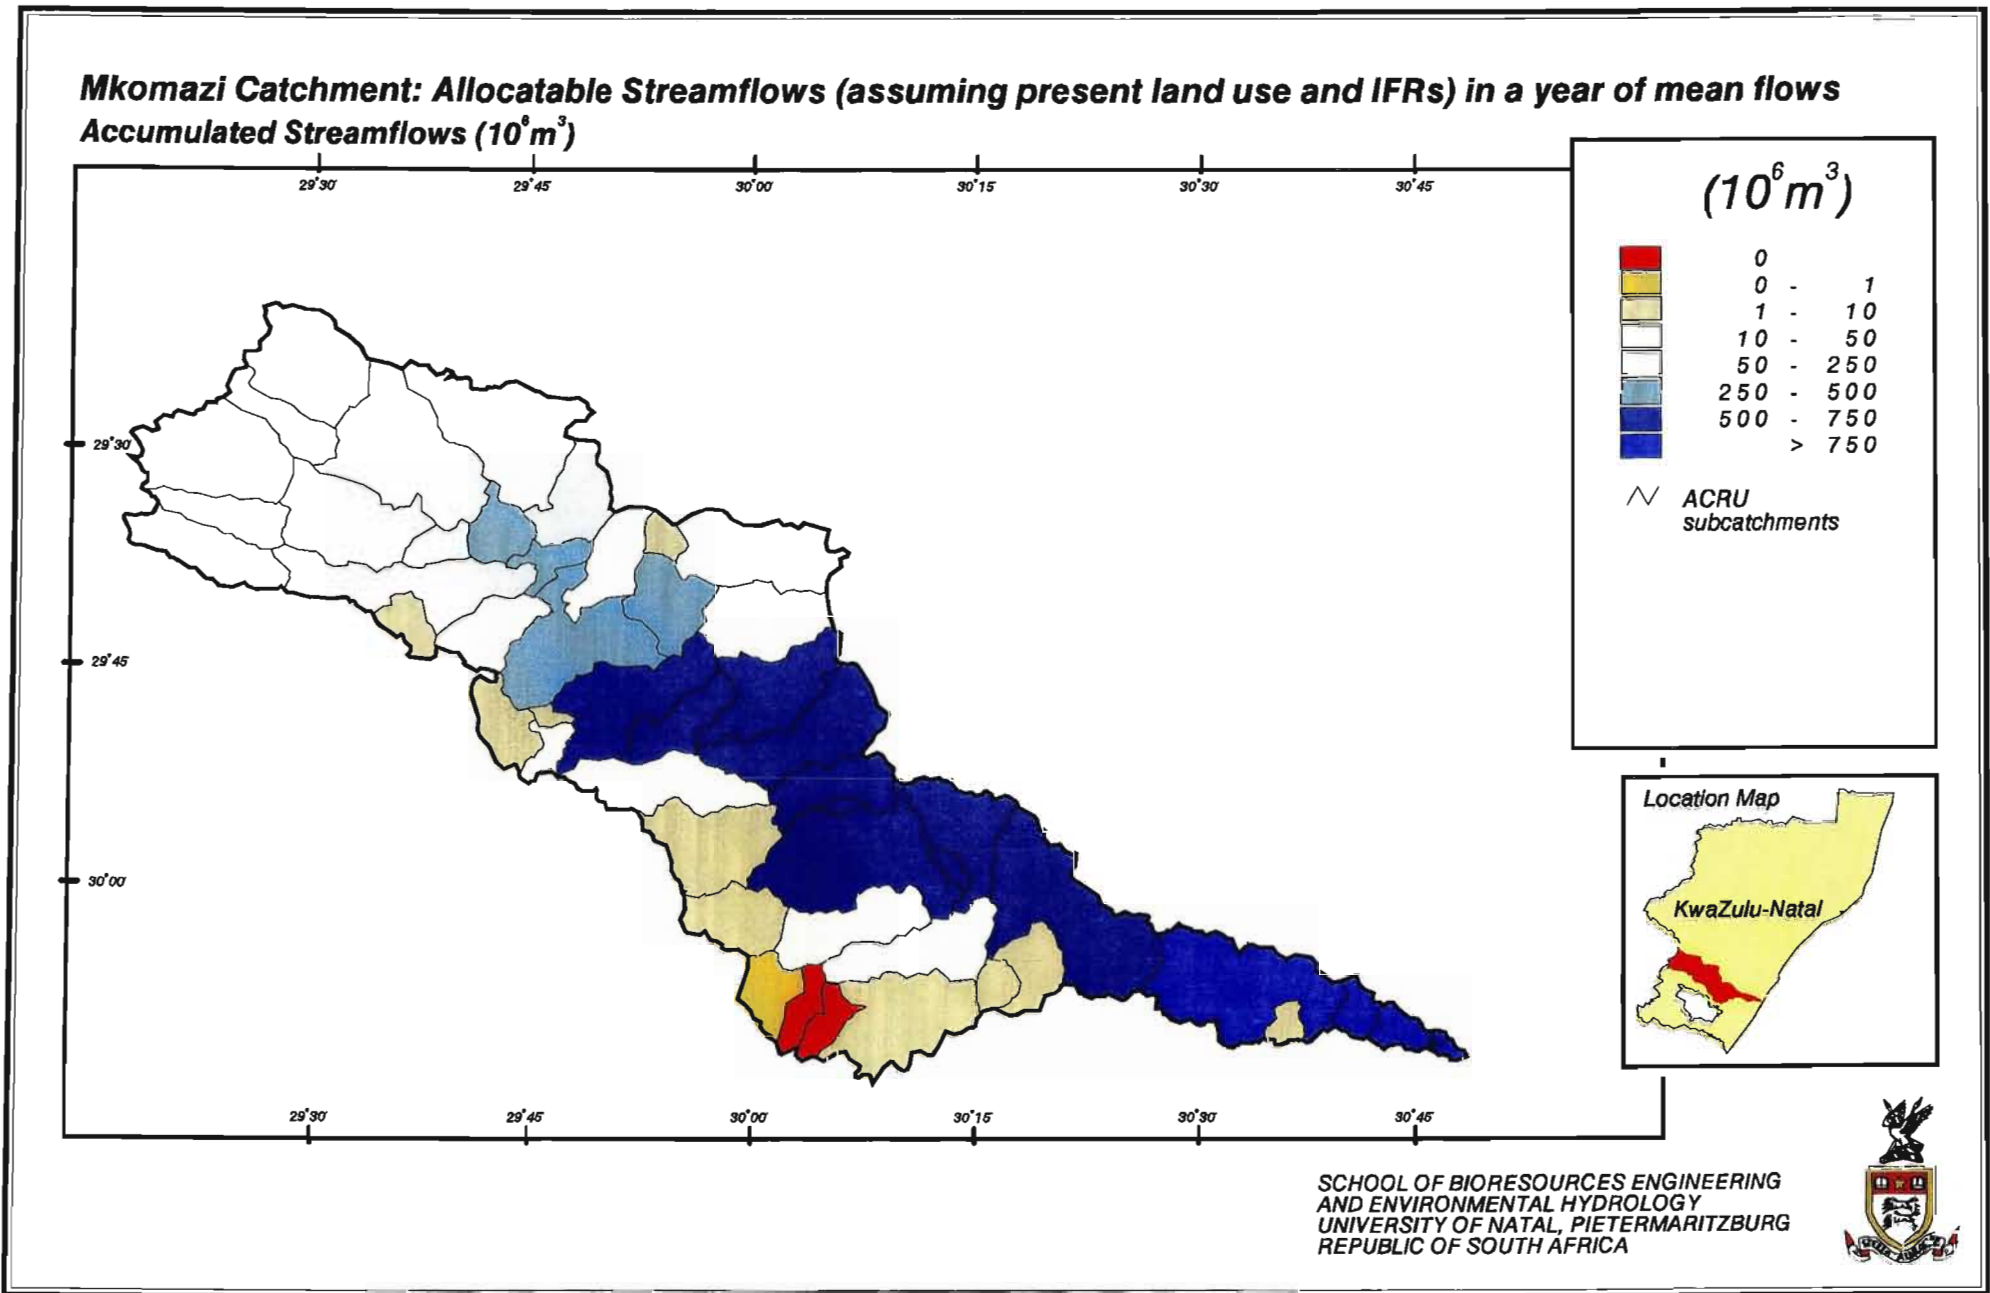 Mkomazi Catchment: Allocatable Streamflows (assuming present land use and IFRs) in a year of mean flows
Accumulated Streamflows (10⁶m³)
29°30' 29°45' 30°00' 30°15' 30°30' 30°45'
(10⁶m³)
0
0 - 1
1 - 10
10 - 50
50 - 250
250 - 500
500 - 750
> 750
ACRU
subcatchments
29°30'
29°45'
30°00'
Location Map
KwaZulu-Natal
29°30' 29°45' 30°00' 30°15' 30°30' 30°45'
SCHOOL OF BIORESOURCES ENGINEERING
AND ENVIRONMENTAL HYDROLOGY
UNIVERSITY OF NATAL, PIETERMARITZBURG
REPUBLIC OF SOUTH AFRICA